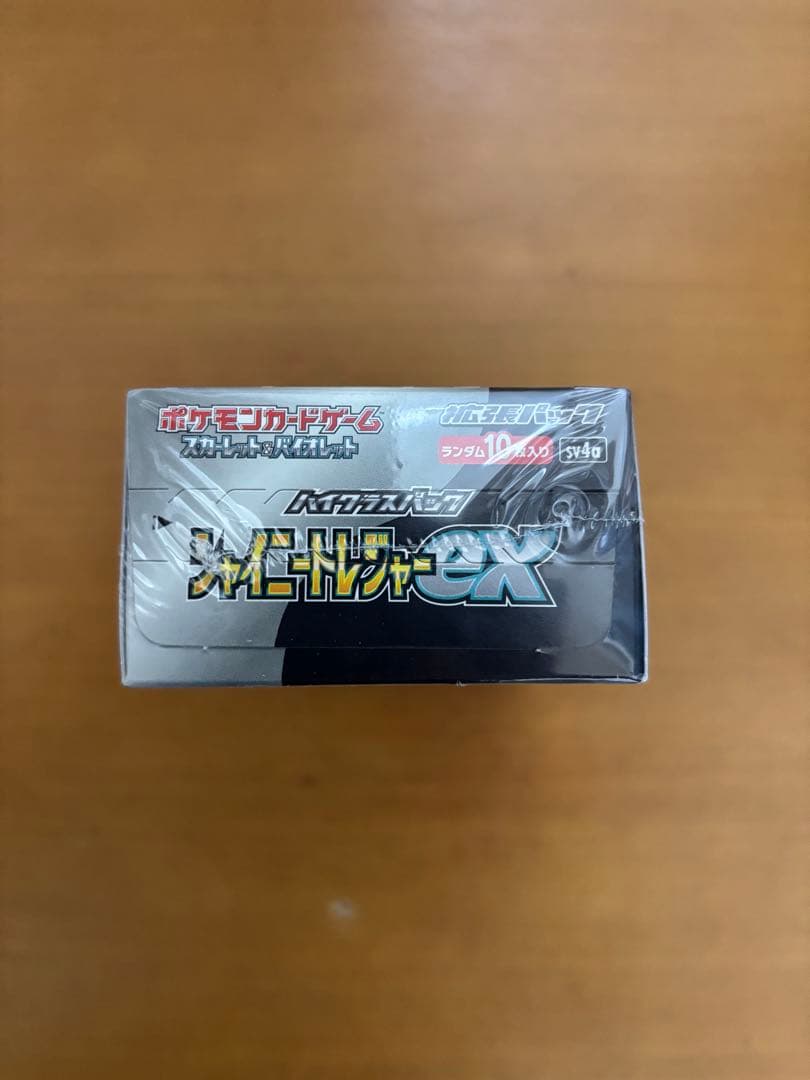 ポケモンカードゲーム
スカーレット&バイオレット
拡張パック
ランダム10枚入り
sv4a
ハイクラスパック
シャイニートレジャーex